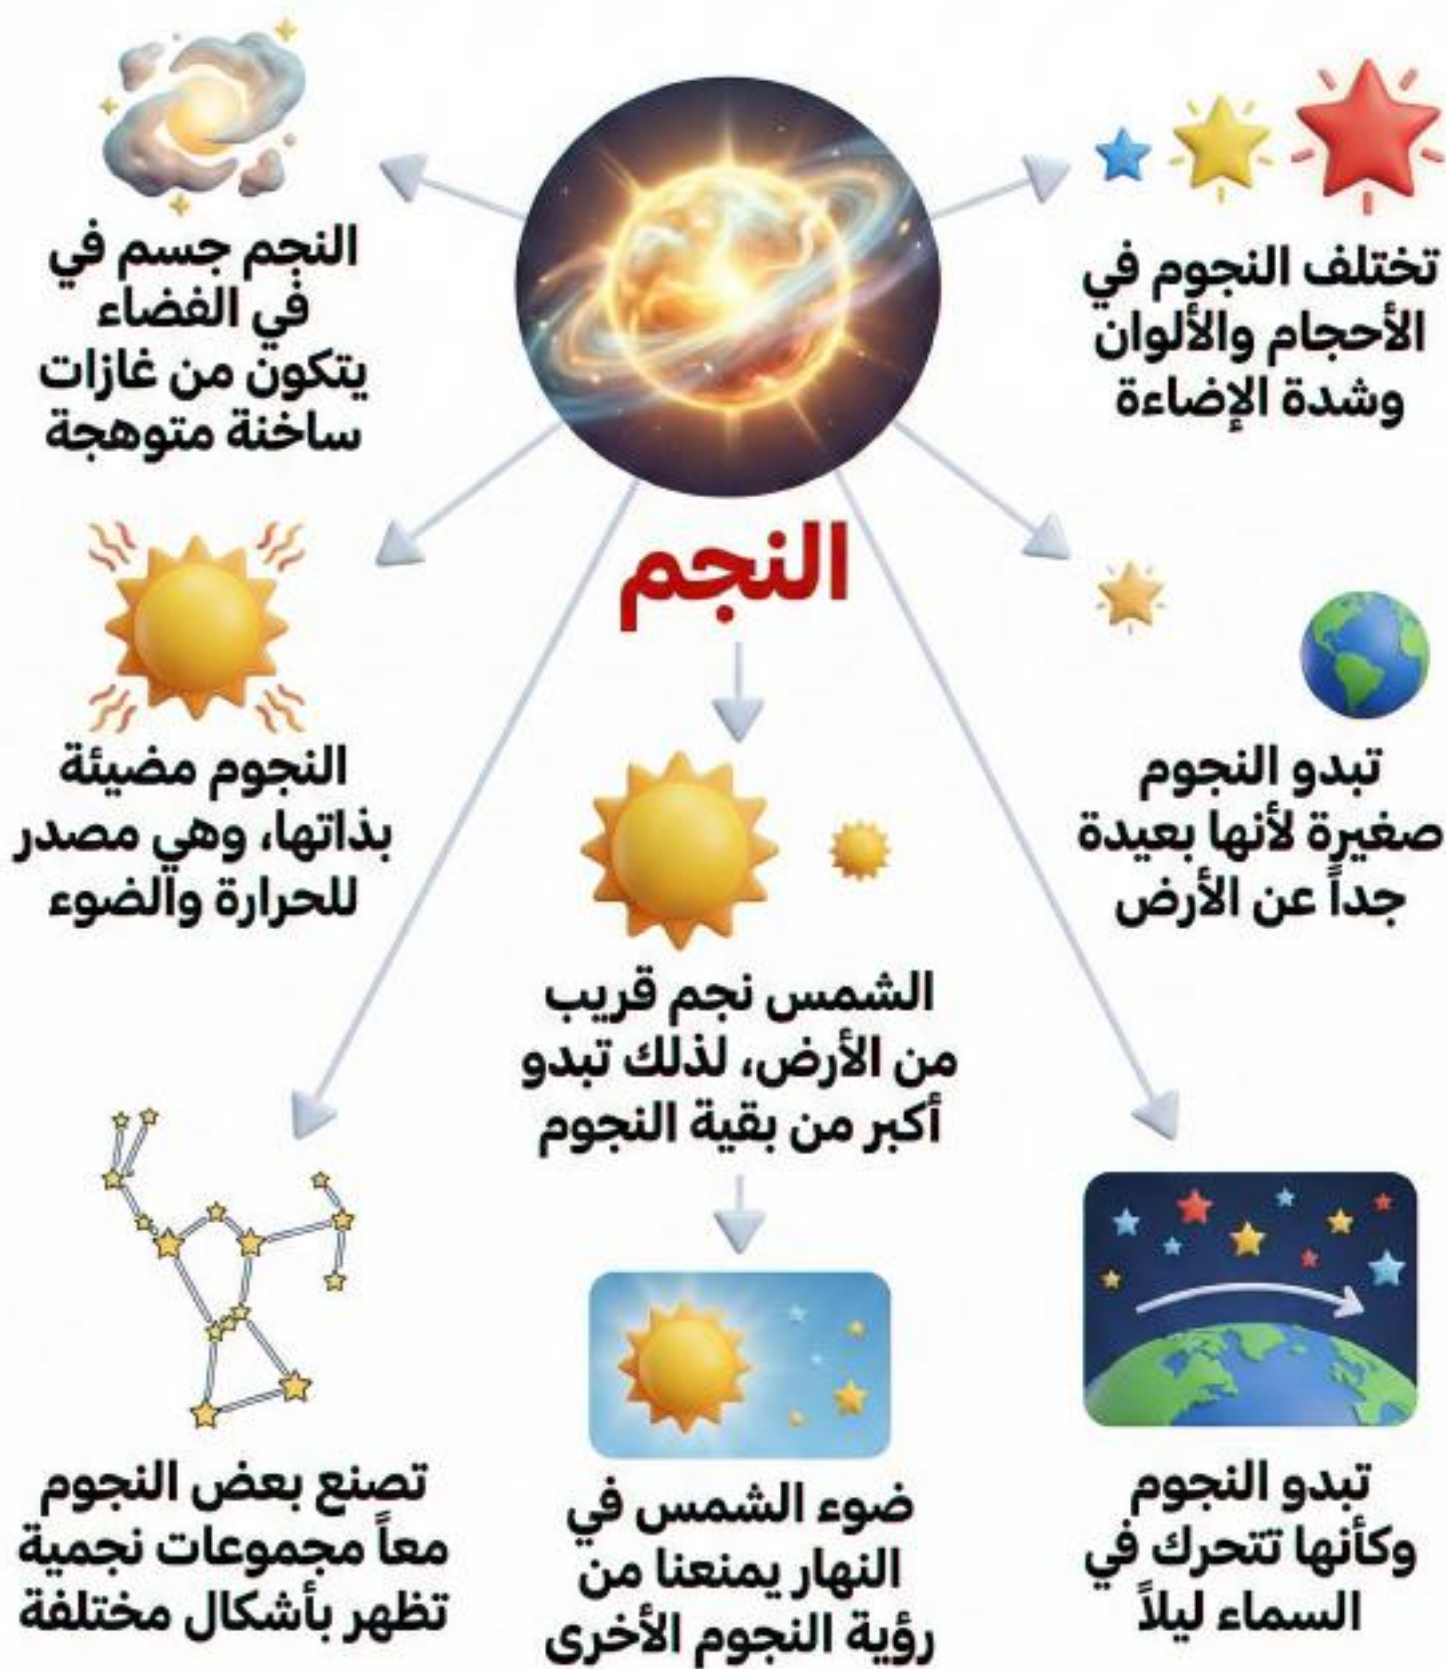 النجم
النجم جسم في
في الفضاء
يتكون من غازات
ساخنة متوهجة
تختلف النجوم في
الأحجام والألوان
وشدة الإضاءة
النجوم مضيئة
بذاتها، وهي مصدر
للحرارة والضوء
تبدو النجوم
صغيرة لأنها بعيدة
جداً عن الأرض
الشمس نجم قريب
من الأرض، لذلك تبدو
أكبر من بقية النجوم
تصنع بعض النجوم
معاً مجموعات نجمية
تظهر بأشكال مختلفة
ضوء الشمس في
النهار يمنعنا من
رؤية النجوم الأخرى
تبدو النجوم
وكأنها تتحرك في
السماء ليلاً